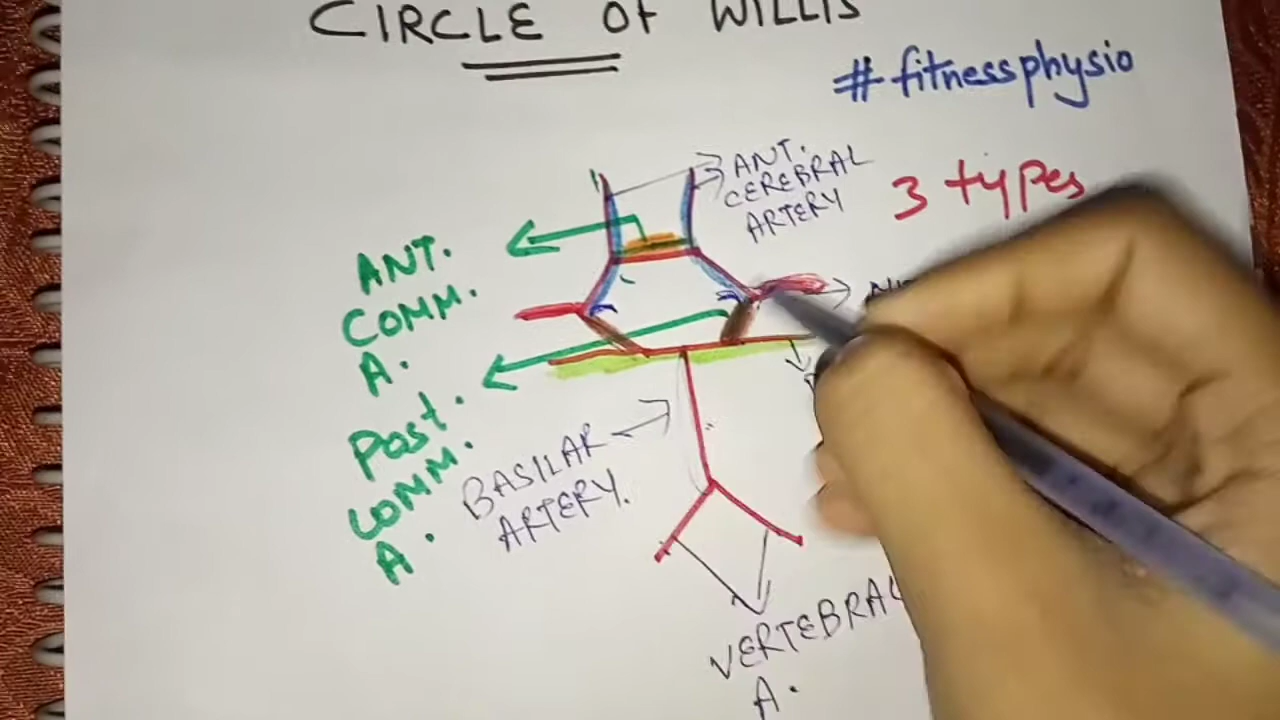 CIRCLE OF WILLIS
#fitnessphysio
ANT.
CEREBRAL
ARTERY
3 types
ANT.
COMM.
A.
Post.
COMM.
A.
BASILAR
ARTERY.
VERTEBRAL
A.